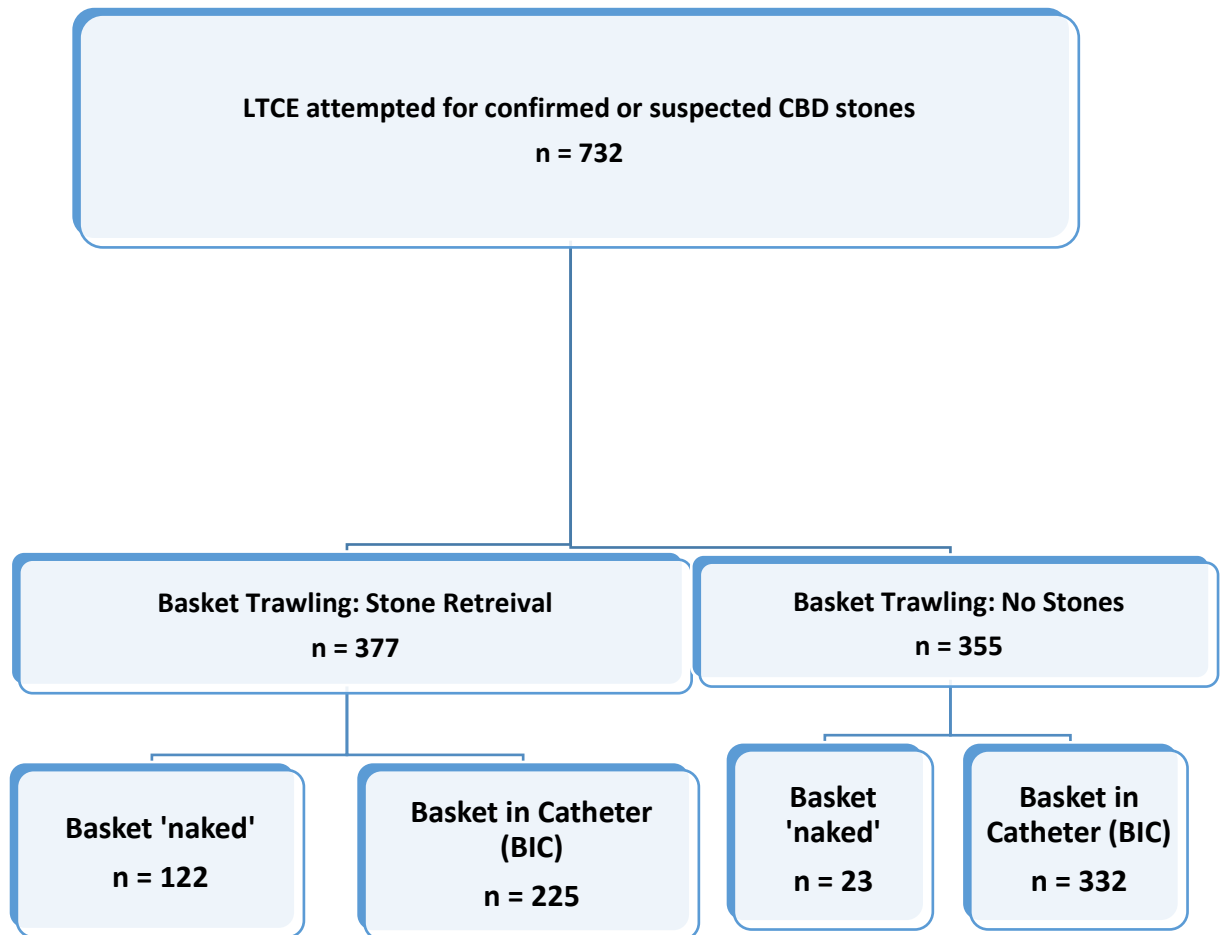 LTCE attempted for confirmed or suspected CBD stones
n = 732
Basket Trawling: Stone Retreival
n = 377
Basket Trawling: No Stones
n = 355
Basket 'naked'
n = 122
Basket in Catheter
(BIC)
n = 225
Basket
'naked'
n = 23
Basket in
Catheter (BIC)
n = 332